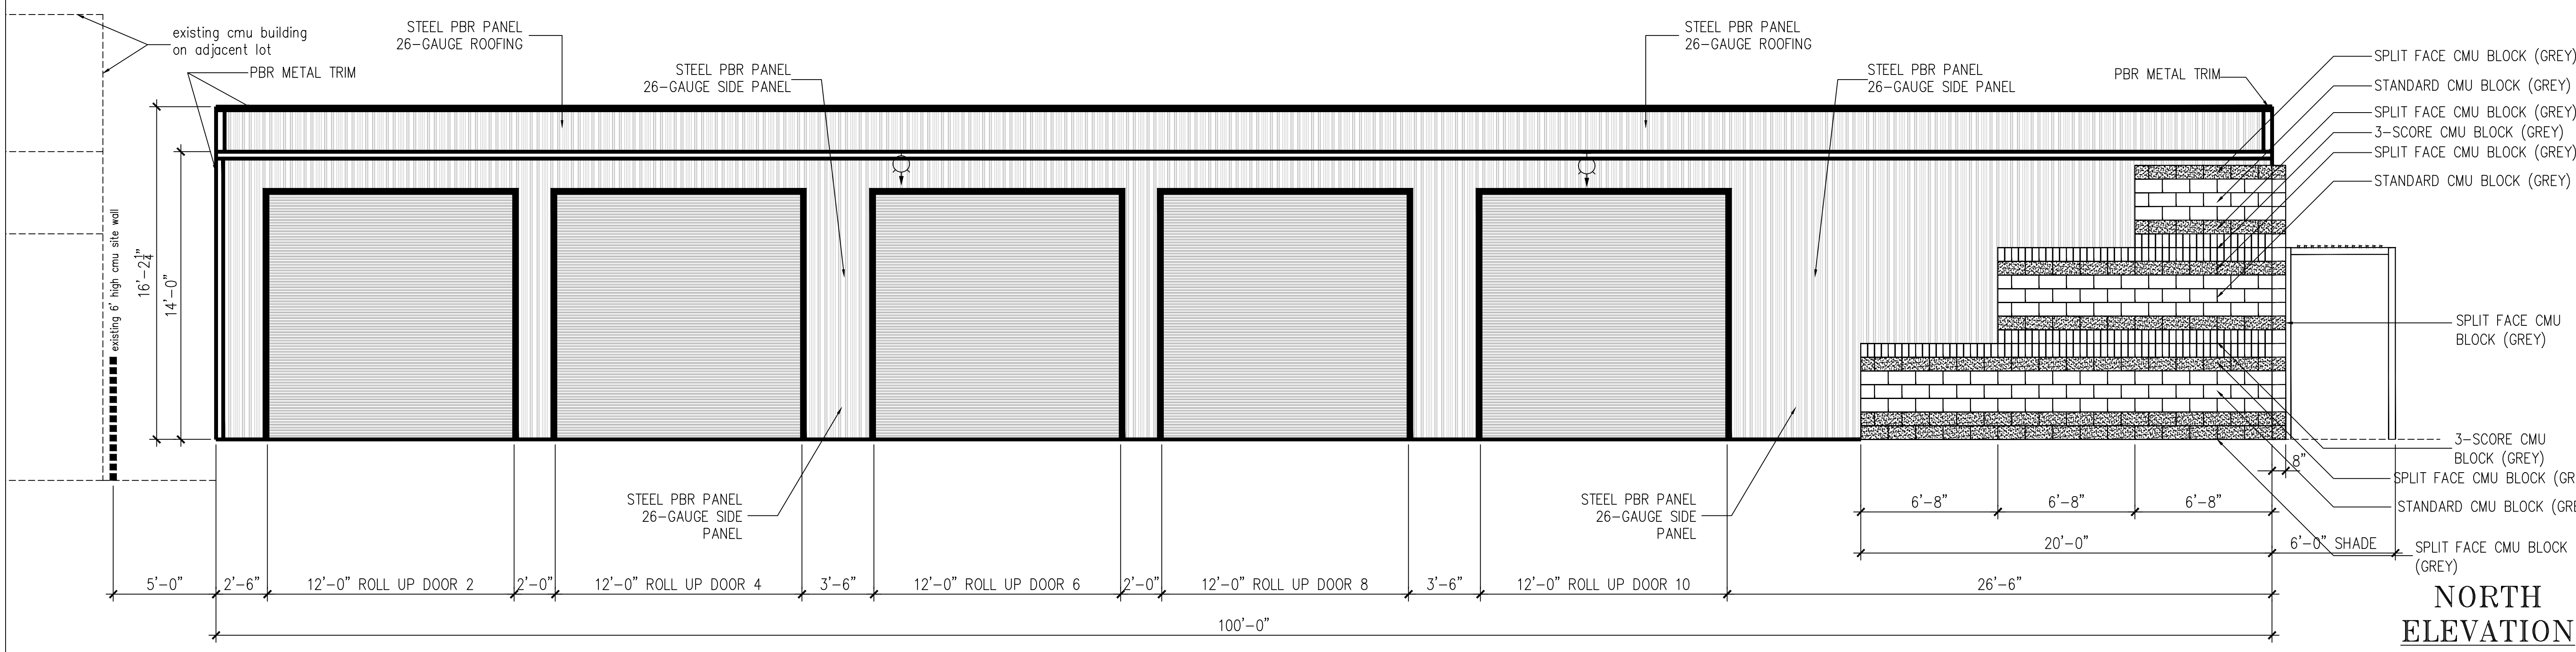 existing cmu building
on adjacent lot
PBR METAL TRIM
STEEL PBR PANEL
26-GAUGE ROOFING
STEEL PBR PANEL
26-GAUGE SIDE PANEL
STEEL PBR PANEL
26-GAUGE ROOFING
STEEL PBR PANEL
26-GAUGE SIDE PANEL
PBR METAL TRIM
SPLIT FACE CMU BLOCK (GREY)
STANDARD CMU BLOCK (GREY)
SPLIT FACE CMU BLOCK (GREY)
3-SCORE CMU BLOCK (GREY)
SPLIT FACE CMU BLOCK (GREY)
STANDARD CMU BLOCK (GREY)
existing 6' high cmu site wall
16'-2 1/4"
14'-0"
SPLIT FACE CMU
BLOCK (GREY)
3-SCORE CMU
BLOCK (GREY)
8"
SPLIT FACE CMU BLOCK (GR
STANDARD CMU BLOCK (GRE
STEEL PBR PANEL
26-GAUGE SIDE
PANEL
STEEL PBR PANEL
26-GAUGE SIDE
PANEL
6'-8" 6'-8" 6'-8"
20'-0" 6'-0" SHADE
SPLIT FACE CMU BLOCK
(GREY)
5'-0" 2'-6" 12'-0" ROLL UP DOOR 2 2'-0" 12'-0" ROLL UP DOOR 4 3'-6" 12'-0" ROLL UP DOOR 6 2'-0" 12'-0" ROLL UP DOOR 8 3'-6" 12'-0" ROLL UP DOOR 10 26'-6"
100'-0"
NORTH
ELEVATION